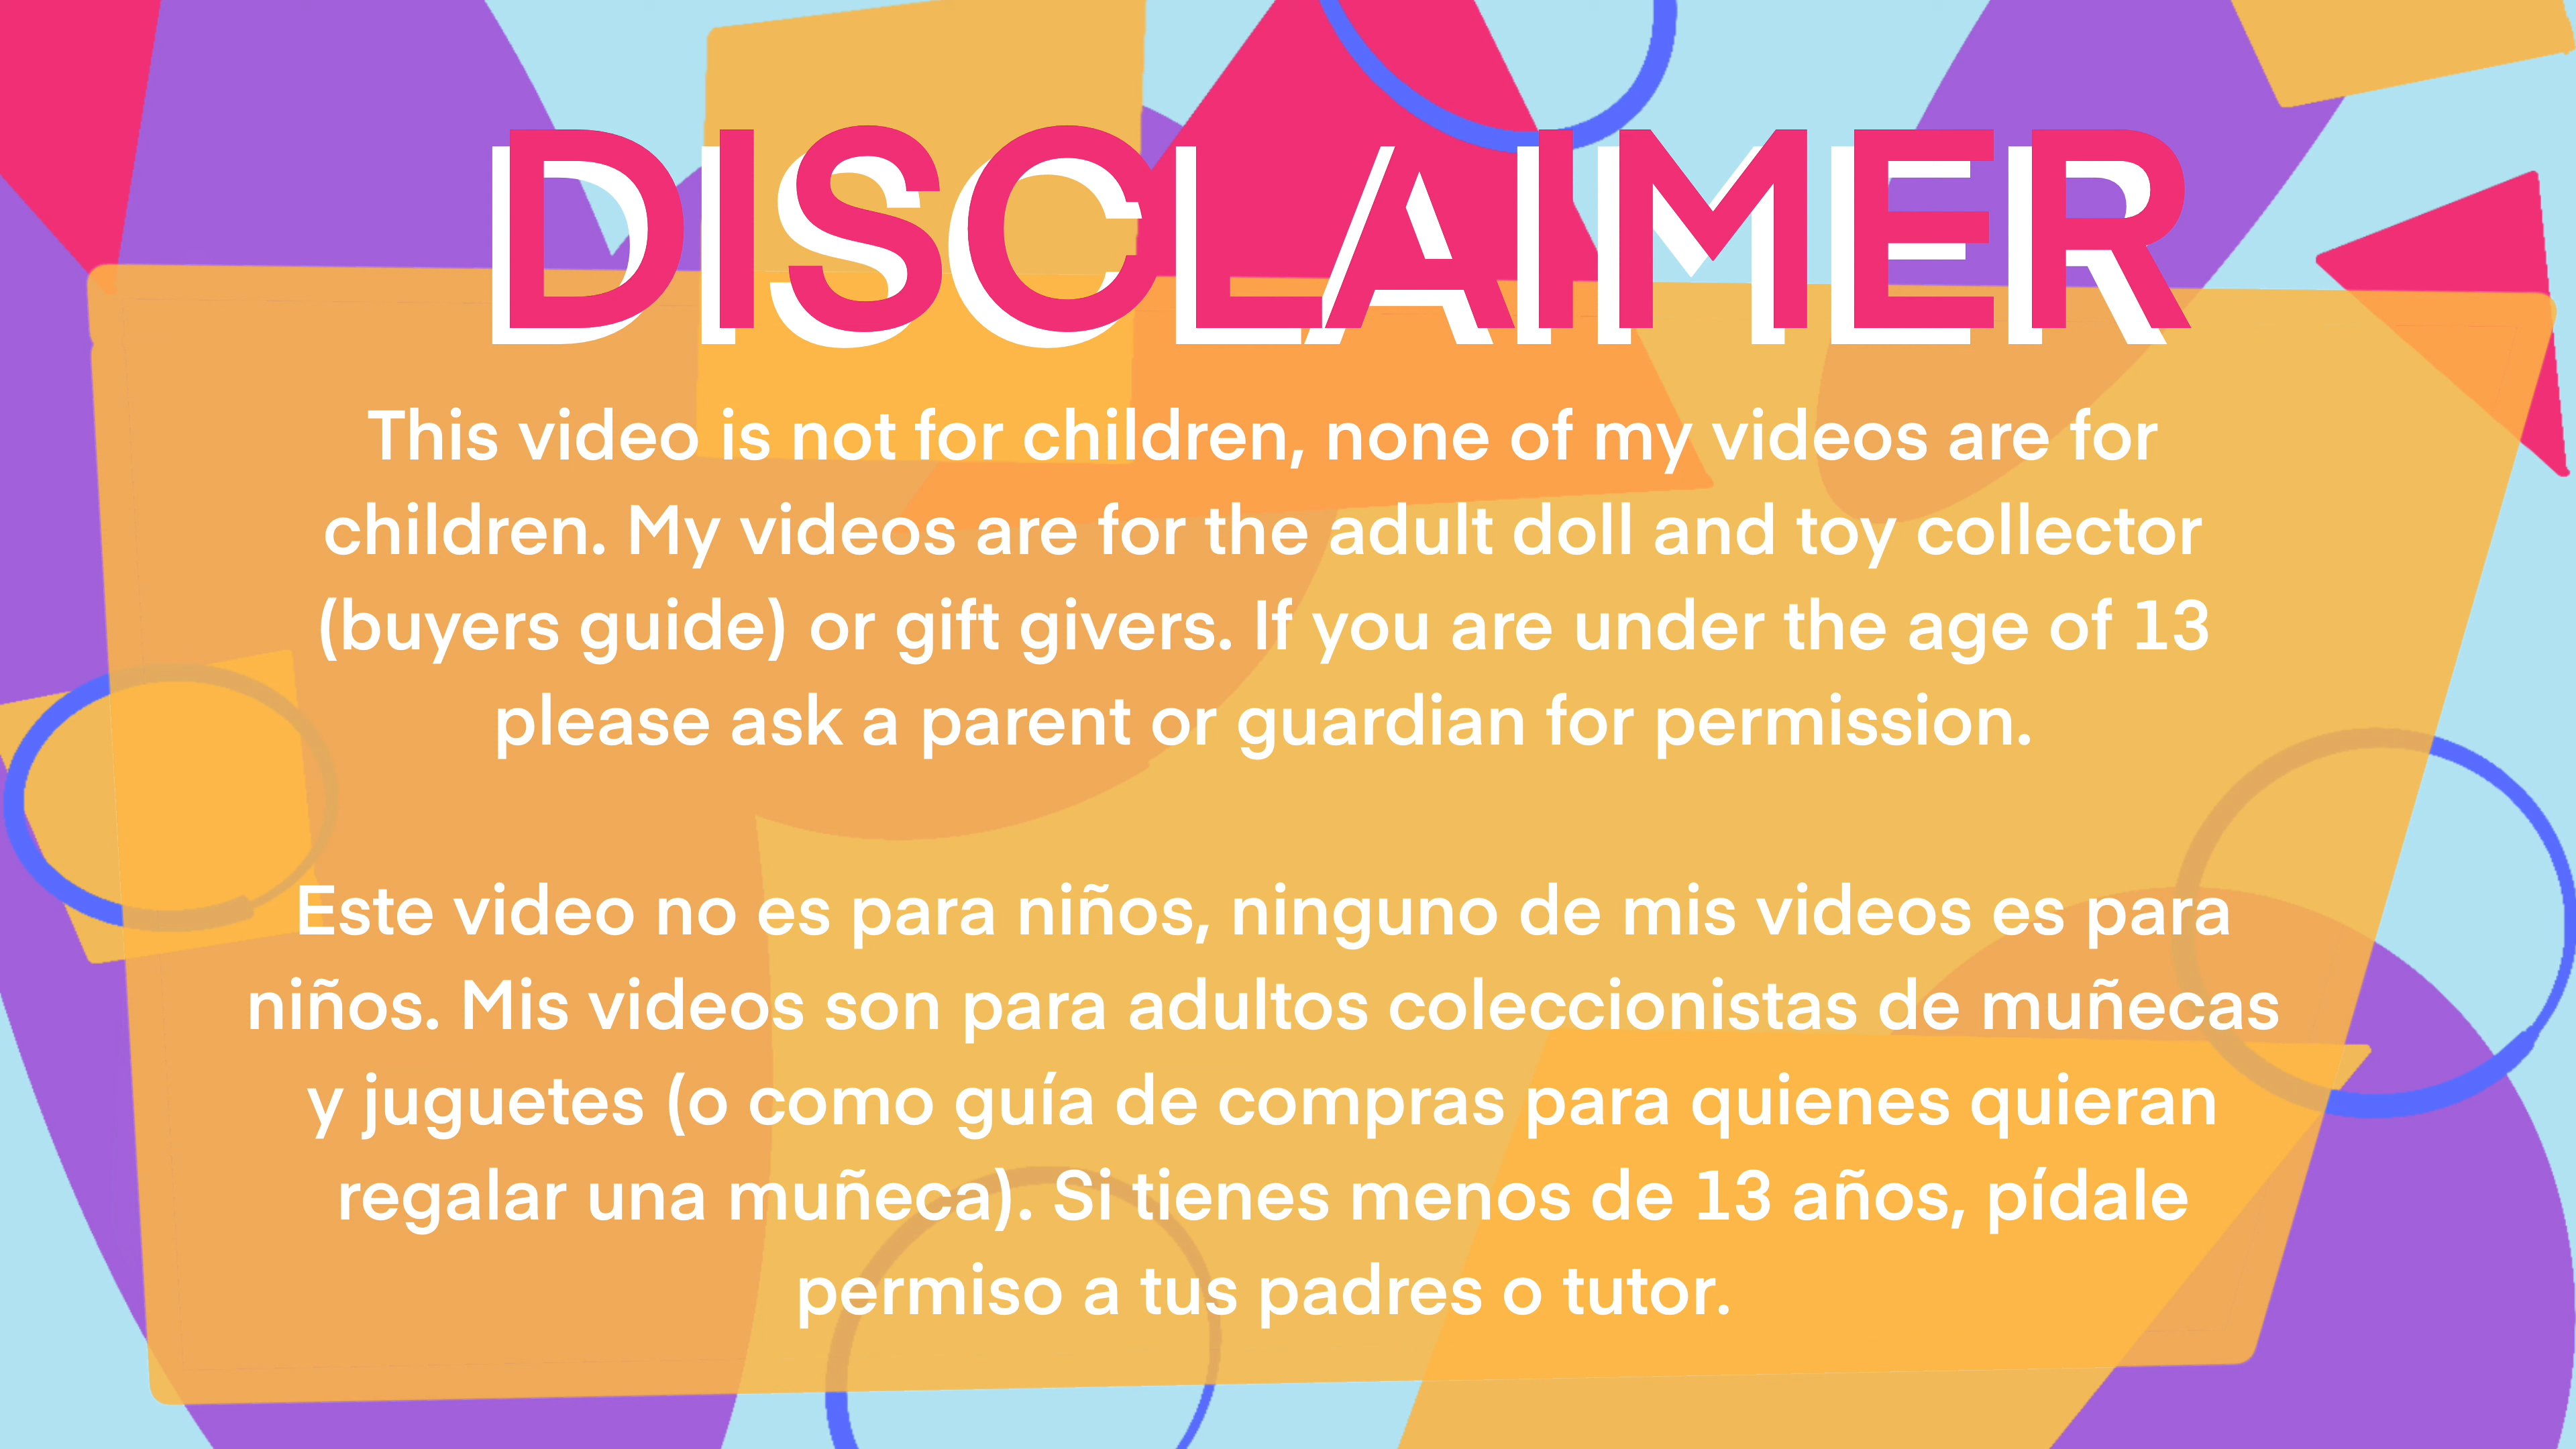 DISCLAIMER
This video is not for children, none of my videos are for
children. My videos are for the adult doll and toy collector
(buyers guide) or gift givers. If you are under the age of 13
please ask a parent or guardian for permission.
Este video no es para niños, ninguno de mis videos es para
niños. Mis videos son para adultos coleccionistas de muñecas
y juguetes (o como guía de compras para quienes quieran
regalar una muñeca). Si tienes menos de 13 años, pídale
permiso a tus padres o tutor.